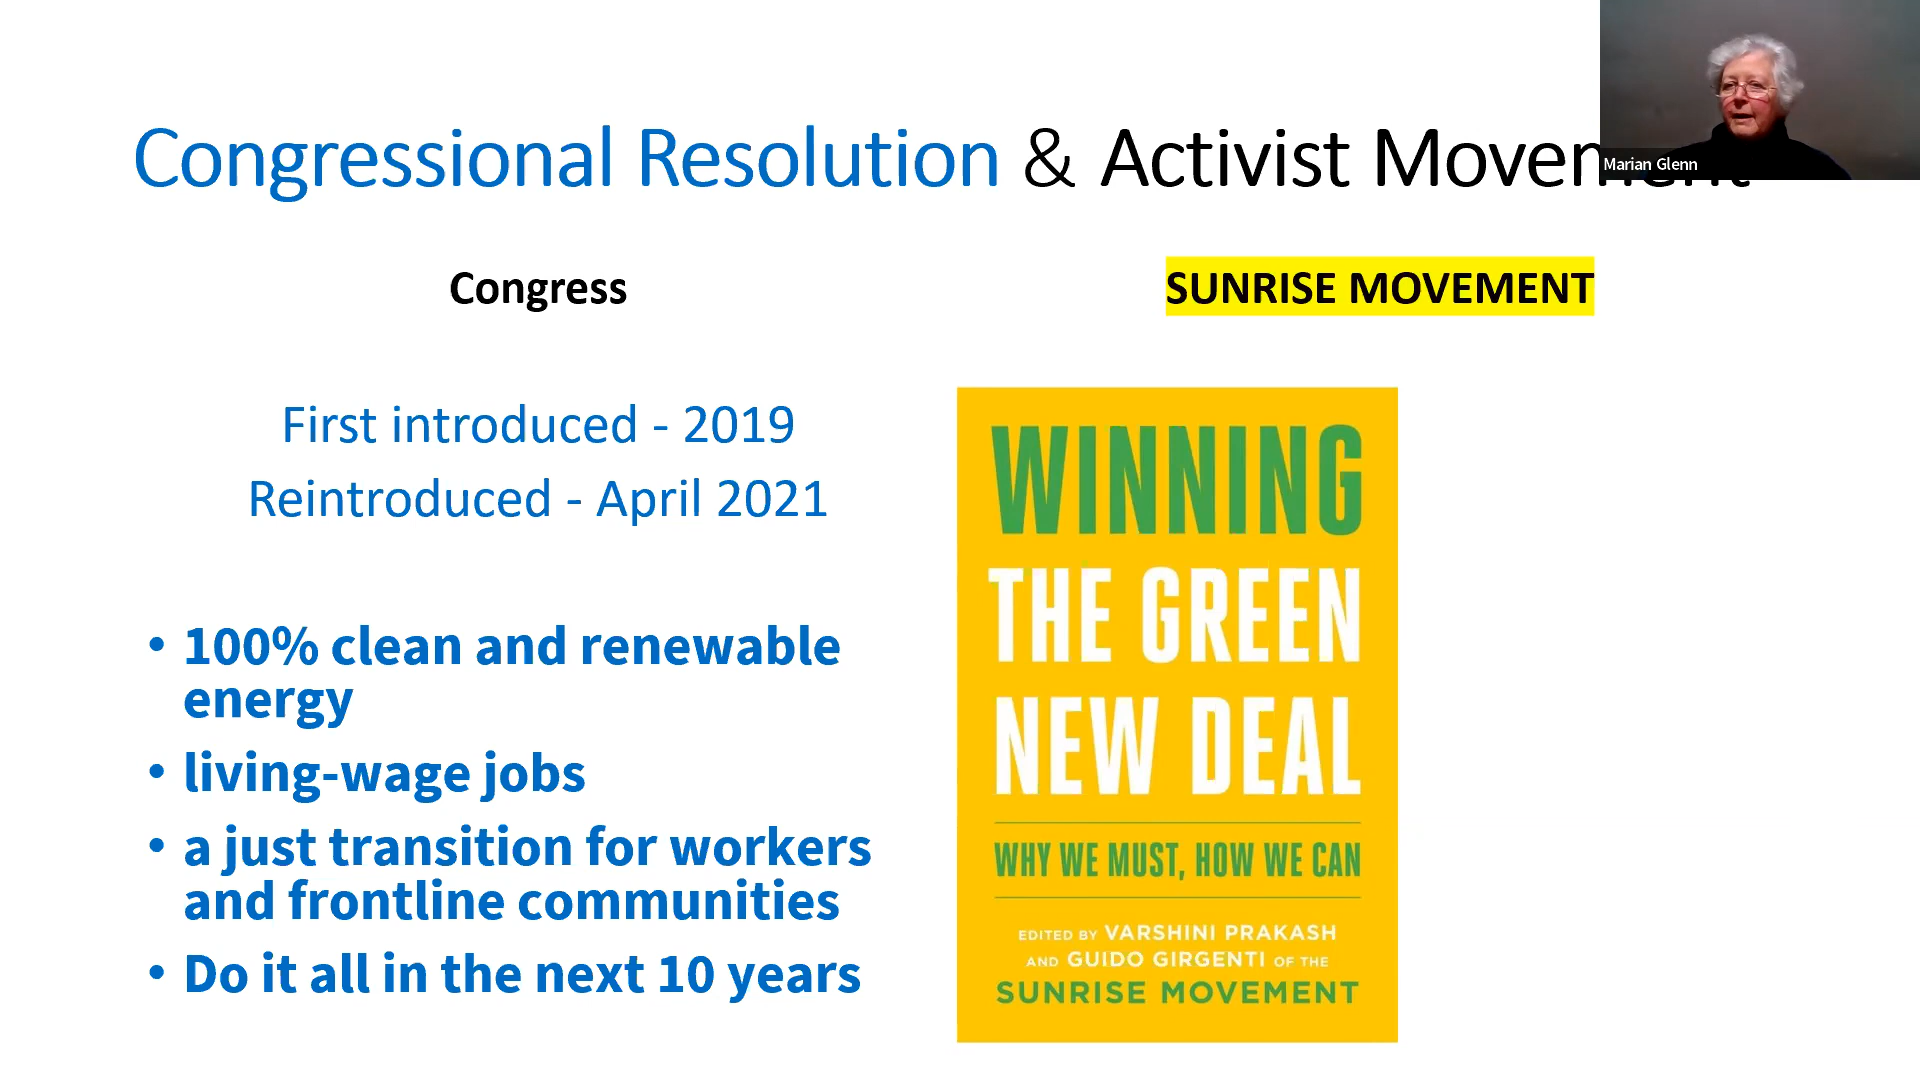 Congressional Resolution & Activist Movement
Marian Glenn
Congress
SUNRISE MOVEMENT
First introduced - 2019
Reintroduced - April 2021
• 100% clean and renewable
energy
• living-wage jobs
• a just transition for workers
and frontline communities
• Do it all in the next 10 years
WINNING
THE GREEN
NEW DEAL
WHY WE MUST, HOW WE CAN
EDITED BY VARSHINI PRAKASH
AND GUIDO GIRGENTI OF THE
SUNRISE MOVEMENT